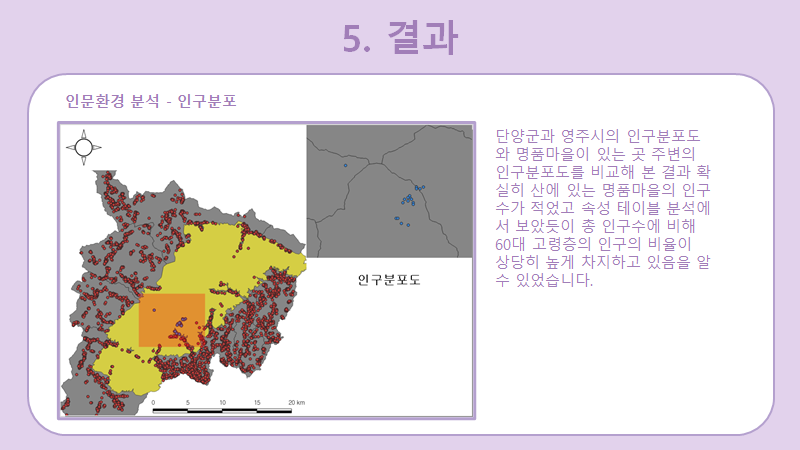 5. 결과
인문환경 분석 - 인구분포
단양군과 영주시의 인구분포도
와 명품마을이 있는 곳 주변의
인구분포도를 비교해 본 결과 확
실히 산에 있는 명품마을의 인구
수가 적었고 속성 테이블 분석에
서 보았듯이 총 인구수에 비해
60대 고령층의 인구의 비율이
상당히 높게 차지하고 있음을 알
수 있었습니다.
인구분포도
0 5 10 15 20 km